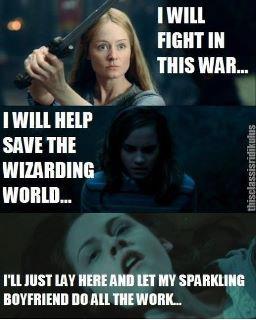 I WILL
FIGHT IN
THIS WAR...
I WILL HELP
SAVE THE
WIZARDING
WORLD...
thisclassisridikulus
I'LL JUST LAY HERE AND LET MY SPARKLING
BOYFRIEND DO ALL THE WORK...